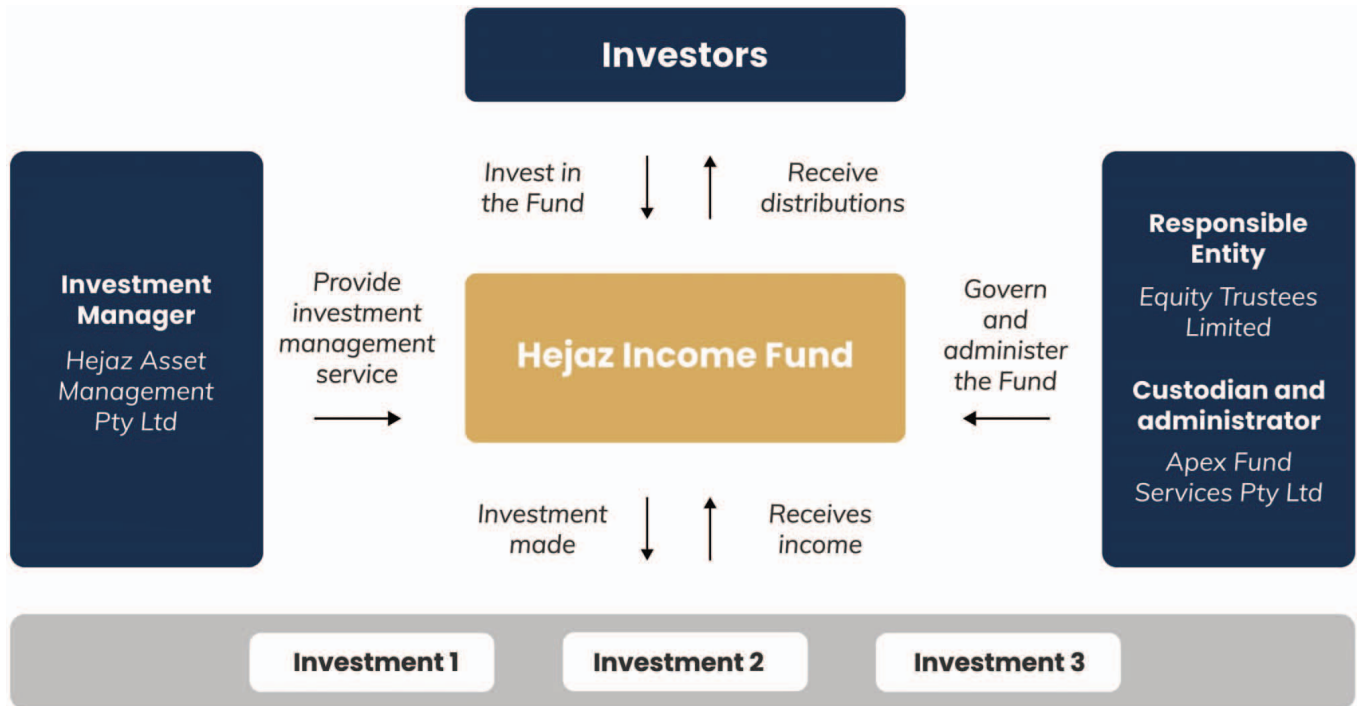 Investors
Invest in
the Fund
Receive
distributions
Investment
Manager
Hejaz Asset
Management
Pty Ltd
Provide
investment
management
service
Hejaz Income Fund
Govern
and
administer
the Fund
Responsible
Entity
Equity Trustees
Limited
Custodian and
administrator
Apex Fund
Services Pty Ltd
Investment
made
Receives
income
Investment 1
Investment 2
Investment 3